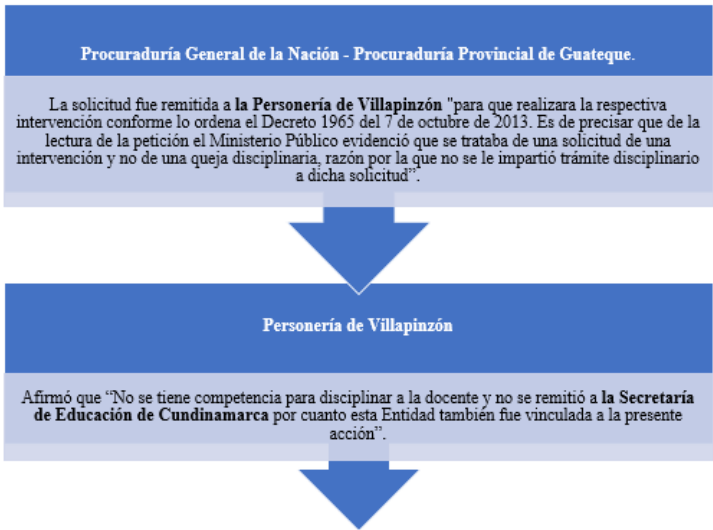 Procuraduría General de la Nación - Procuraduría Provincial de Guateque.
La solicitud fue remitida a la Personería de Villapinzón "para que realizara la respectiva
intervención conforme lo ordena el Decreto 1965 del 7 de octubre de 2013. Es de precisar que de la
lectura de la petición el Ministerio Público evidenció que se trataba de una solicitud de una
intervención y no de una queja disciplinaria, razón por la que no se le impartió trámite disciplinario
a dicha solicitud”.
Personería de Villapinzón
Afirmó que “No se tiene competencia para disciplinar a la docente y no se remitió a la Secretaría
de Educación de Cundinamarca por cuanto esta Entidad también fue vinculada a la presente
acción”.